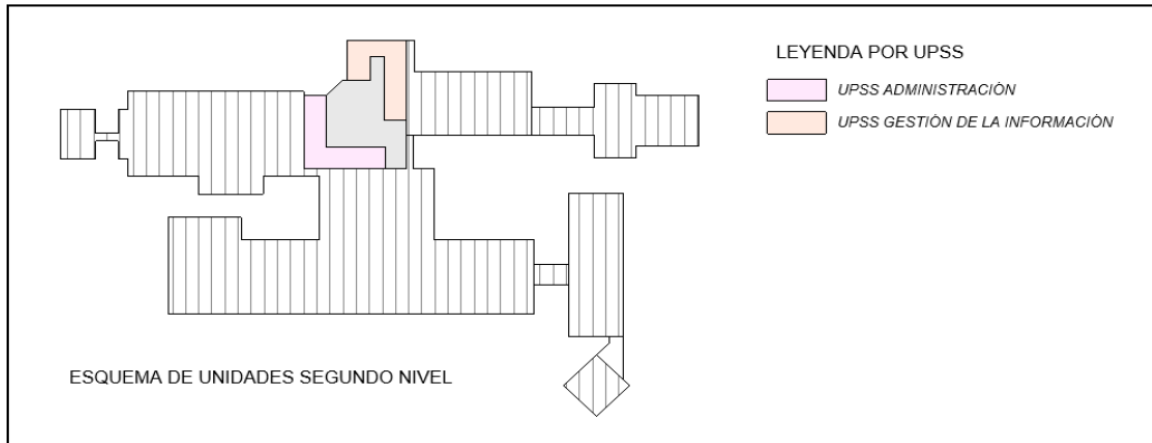 LEYENDA POR UPSS
UPSS ADMINISTRACIÓN
UPSS GESTIÓN DE LA INFORMACIÓN
ESQUEMA DE UNIDADES SEGUNDO NIVEL